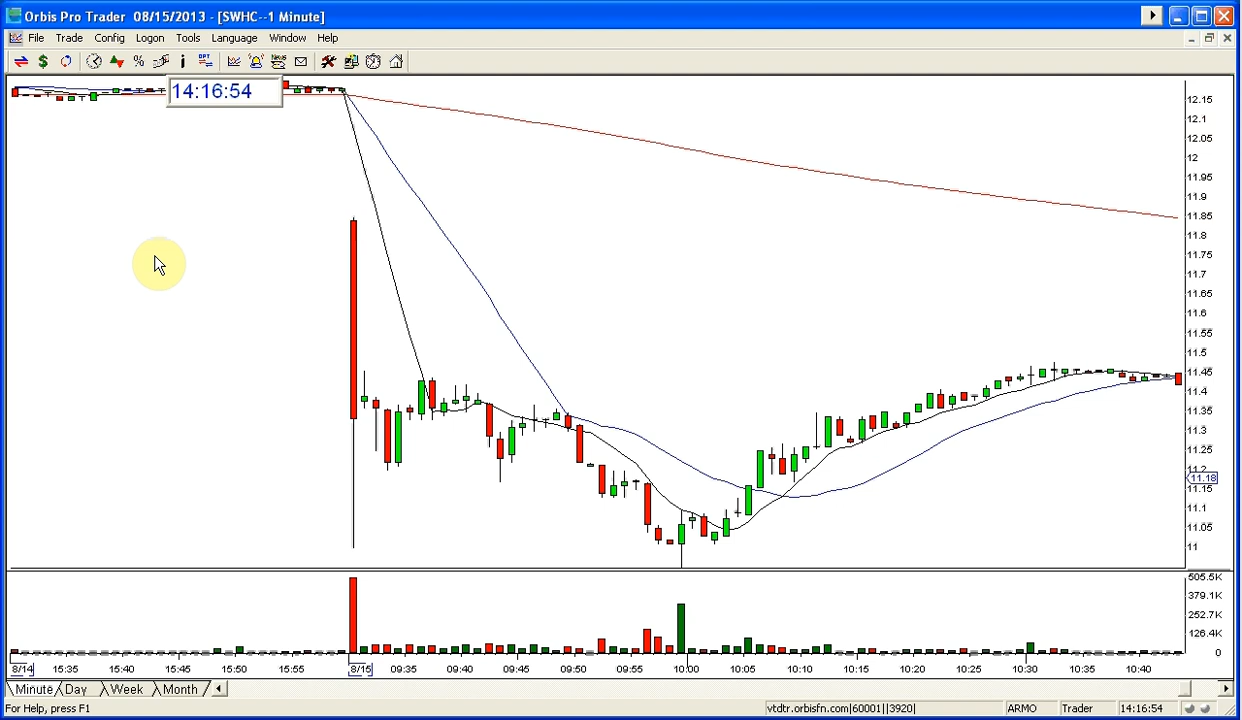 Orbis Pro Trader 08/15/2013 - [SWHC--1 Minute]
File Trade Config Logon Tools Language Window Help
% i OPT NEWS
14:16:54
12.15
12.1
12.05
12
11.95
11.9
11.85
11.8
11.75
11.7
11.65
11.6
11.55
11.5
11.45
11.4
11.35
11.3
11.25
11.2
11.18
11.15
11.1
11.05
11
505.5K
379.1K
252.7K
126.4K
0
8/14 15:35 15:40 15:45 15:50 15:55 8/15 09:35 09:40 09:45 09:50 09:55 10:00 10:05 10:10 10:15 10:20 10:25 10:30 10:35 10:40
Minute Day Week Month
For Help, press F1 vtdtr.orbisfn.com|60001||3920| ARMO Trader 14:16:54